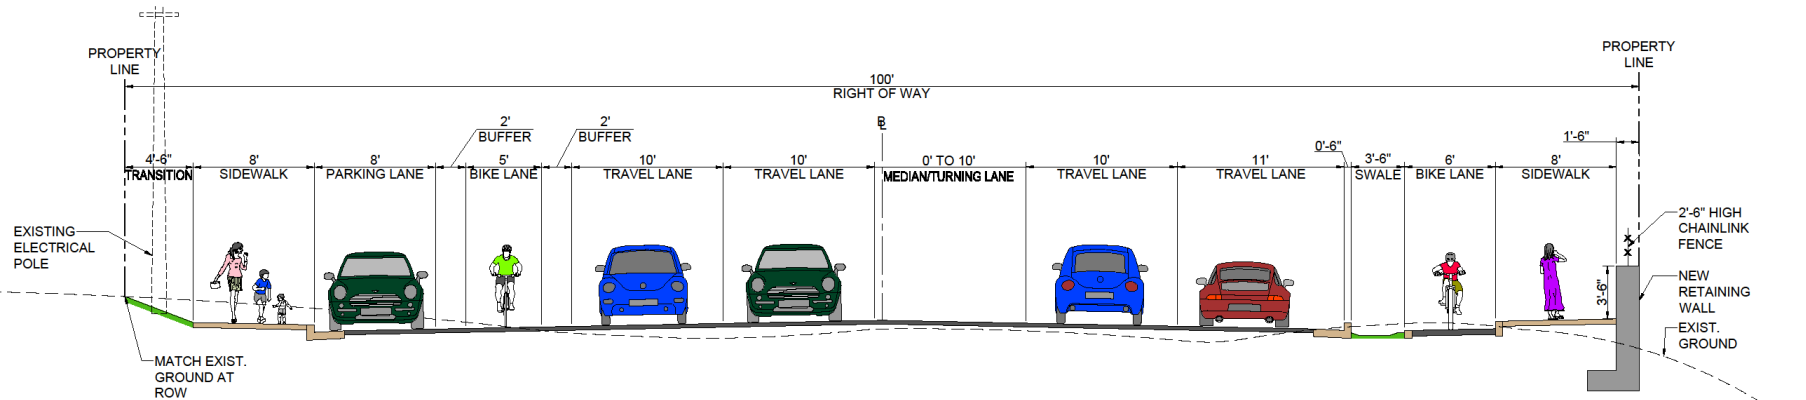 PROPERTY
LINE
PROPERTY
LINE
100'
RIGHT OF WAY
2'
BUFFER
2'
BUFFER
1'-6"
0'-6"
4'-6"
TRANSITION
8'
SIDEWALK
8'
PARKING LANE
5'
BIKE LANE
10'
TRAVEL LANE
10'
TRAVEL LANE
0' TO 10'
MEDIAN/TURNING LANE
10'
TRAVEL LANE
11'
TRAVEL LANE
3'-6"
SWALE
6'
BIKE LANE
8'
SIDEWALK
EXISTING
ELECTRICAL
POLE
2'-6" HIGH
CHAINLINK
FENCE
3'-6"
NEW
RETAINING
WALL
EXIST.
GROUND
MATCH EXIST.
GROUND AT
ROW